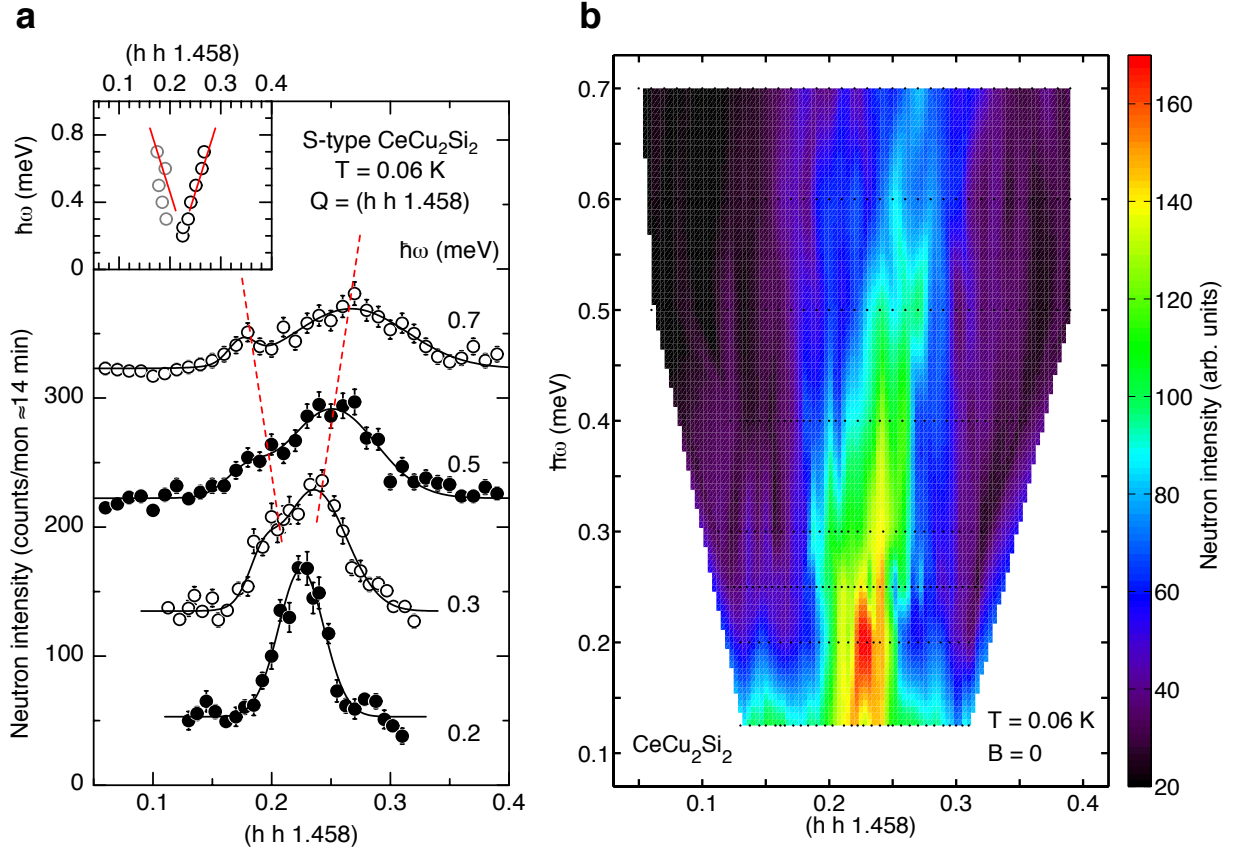 a
(h h 1.458)
0.1 0.2 0.3 0.4
0.8
0.4
0
ħω (meV)
S-type CeCu₂Si₂
T = 0.06 K
Q = (h h 1.458)
ħω (meV)
0.7
0.5
0.3
0.2
300
200
100
0
Neutron intensity (counts/mon ≈14 min)
0.1 0.2 0.3 0.4
(h h 1.458)
b
0.7
0.6
0.5
0.4
0.3
0.2
0.1
ħω (meV)
CeCu₂Si₂
T = 0.06 K
B = 0
0.1 0.2 0.3 0.4
(h h 1.458)
160
140
120
100
80
60
40
20
Neutron intensity (arb. units)